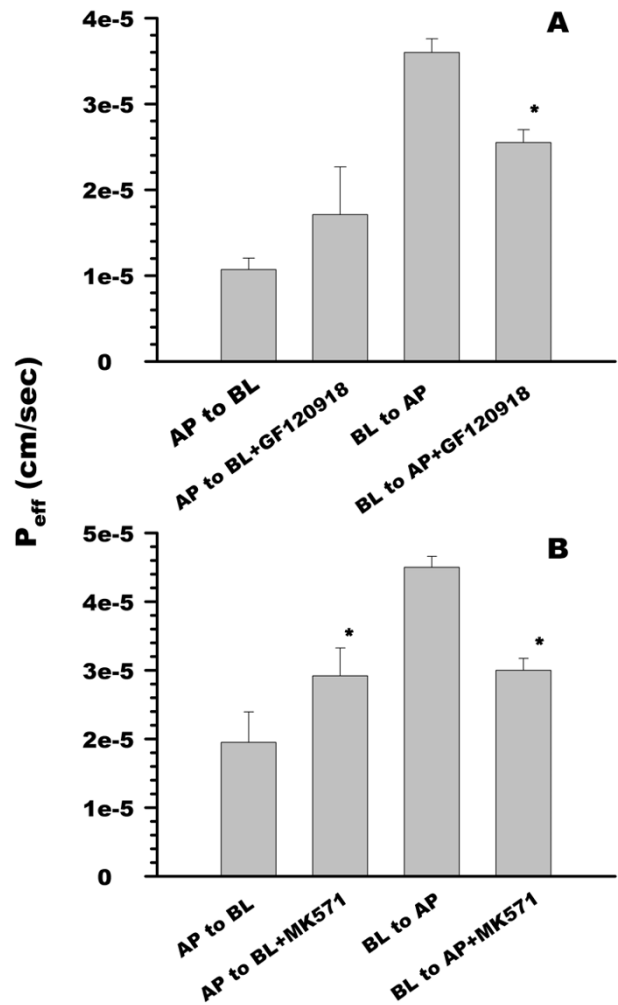 A
4e-5
3e-5
2e-5
1e-5
0
*
AP to BL
AP to BL+GF120918
BL to AP
BL to AP+GF120918
P_eff (cm/sec)
B
5e-5
4e-5
3e-5
2e-5
1e-5
0
*
*
AP to BL
AP to BL+MK571
BL to AP
BL to AP+MK571